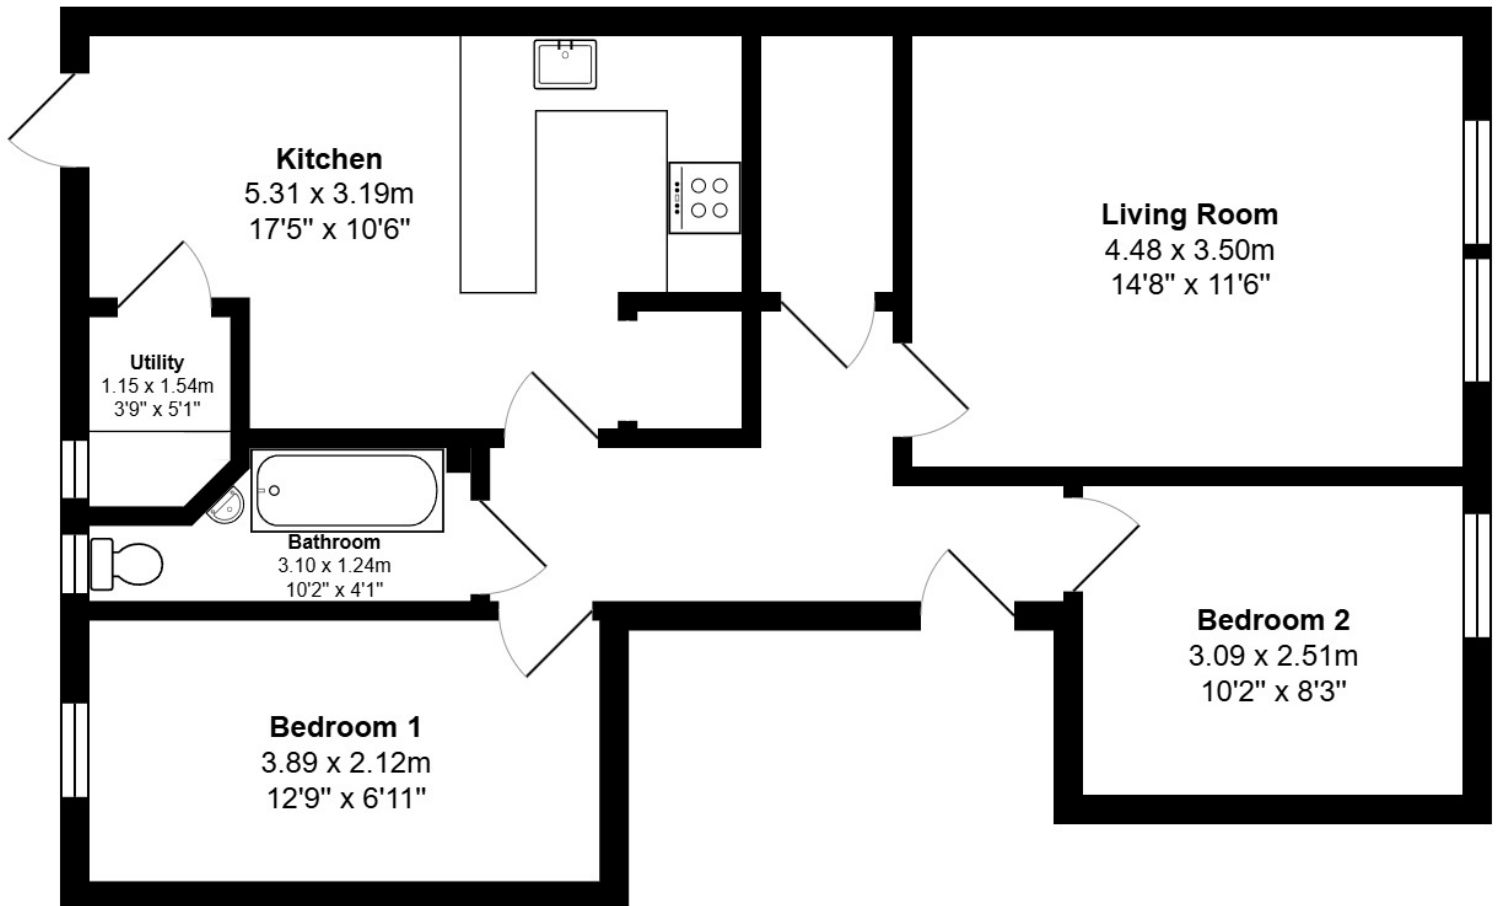 Kitchen
5.31 x 3.19m
17'5" x 10'6"
Living Room
4.48 x 3.50m
14'8" x 11'6"
Utility
1.15 x 1.54m
3'9" x 5'1"
Bathroom
3.10 x 1.24m
10'2" x 4'1"
Bedroom 2
3.09 x 2.51m
10'2" x 8'3"
Bedroom 1
3.89 x 2.12m
12'9" x 6'11"